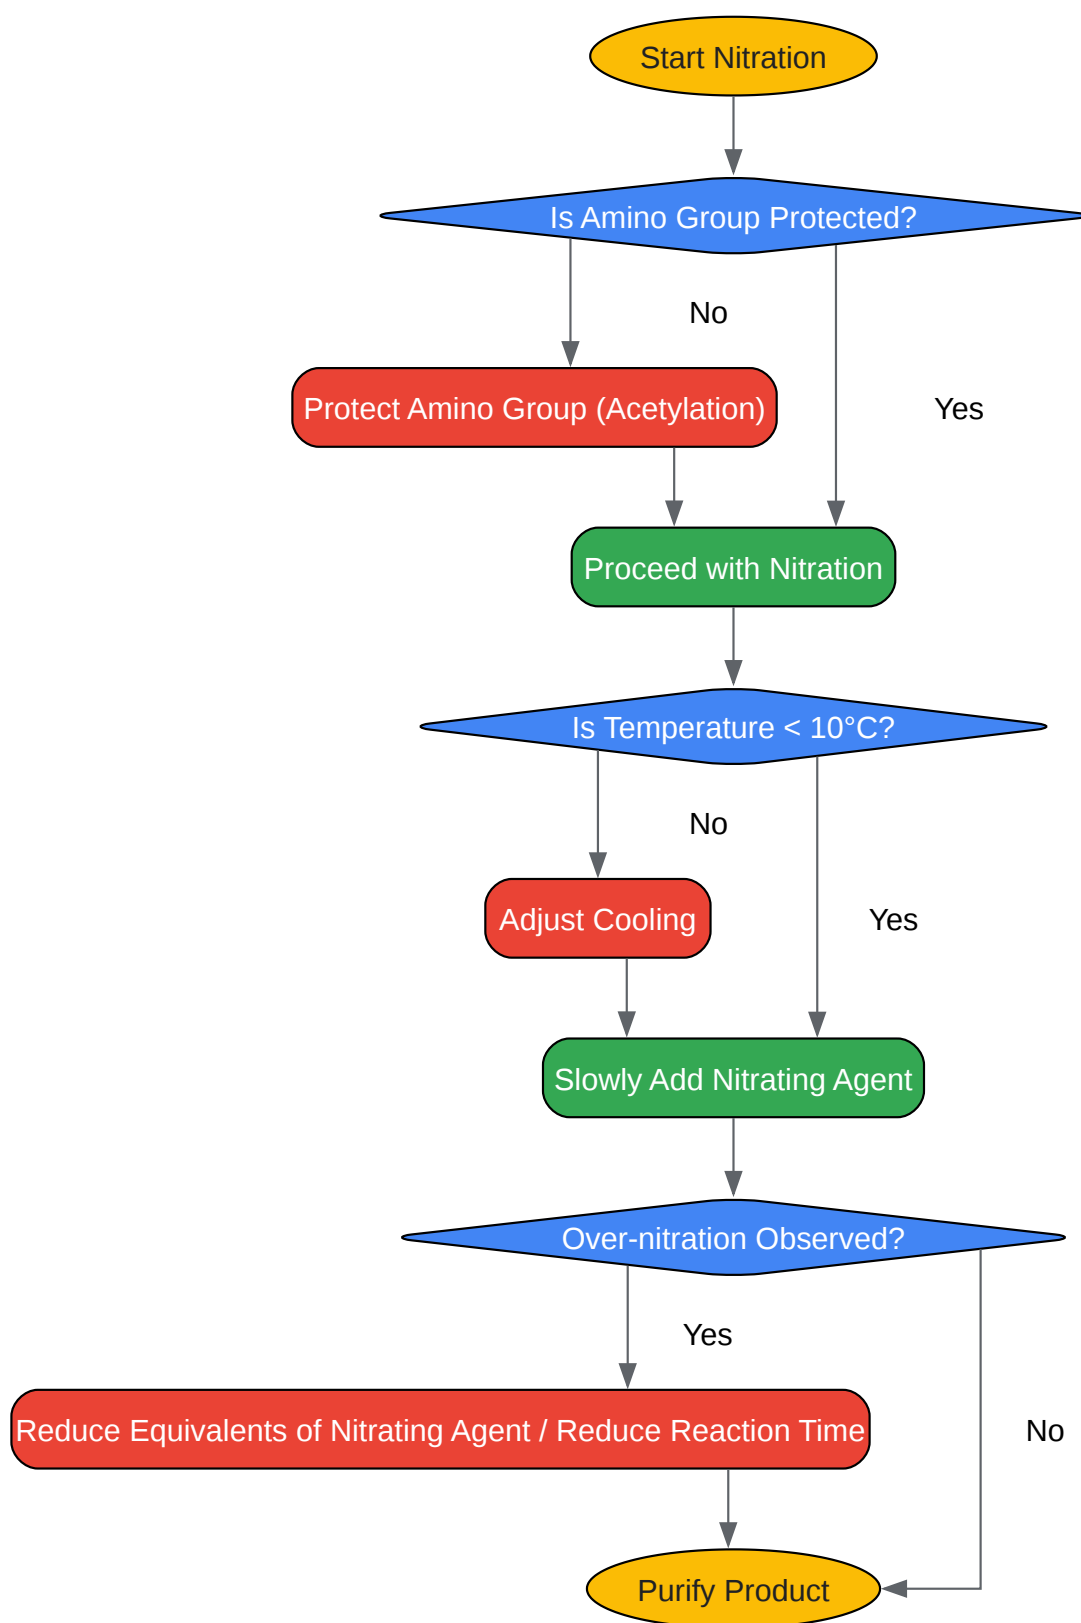 Start Nitration
Is Amino Group Protected?
No
Protect Amino Group (Acetylation)
Yes
Proceed with Nitration
Is Temperature < 10°C?
No
Adjust Cooling
Yes
Slowly Add Nitrating Agent
Over-nitration Observed?
Yes
Reduce Equivalents of Nitrating Agent / Reduce Reaction Time
No
Purify Product